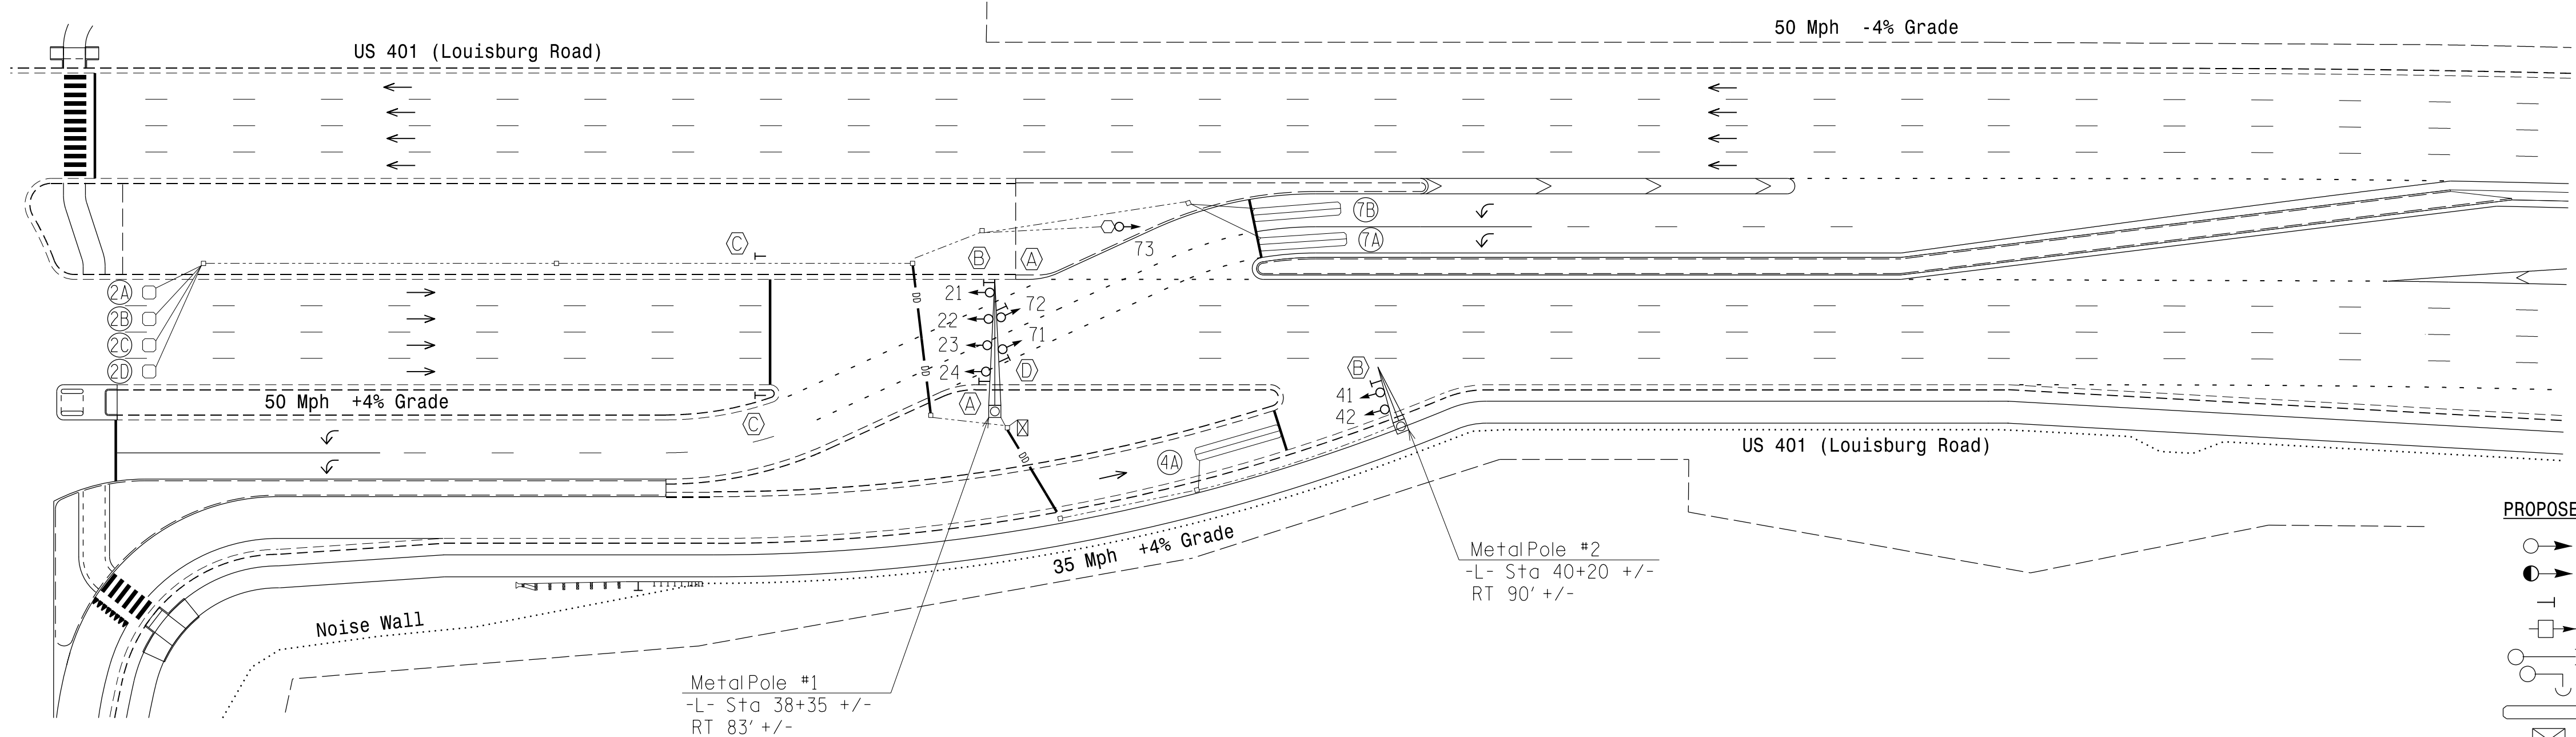 US 401 (Louisburg Road)
50 Mph -4% Grade
7B
7A
C
B
A
73
2A
2B
2C
2D
21
22
23
24
72
71
D
A
C
B
41
42
4A
50 Mph +4% Grade
US 401 (Louisburg Road)
35 Mph +4% Grade
Metal Pole #2
-L- Sta 40+20 +/-
RT 90' +/-
PROPOSE
Noise Wall
Metal Pole #1
-L- Sta 38+35 +/-
RT 83' +/-